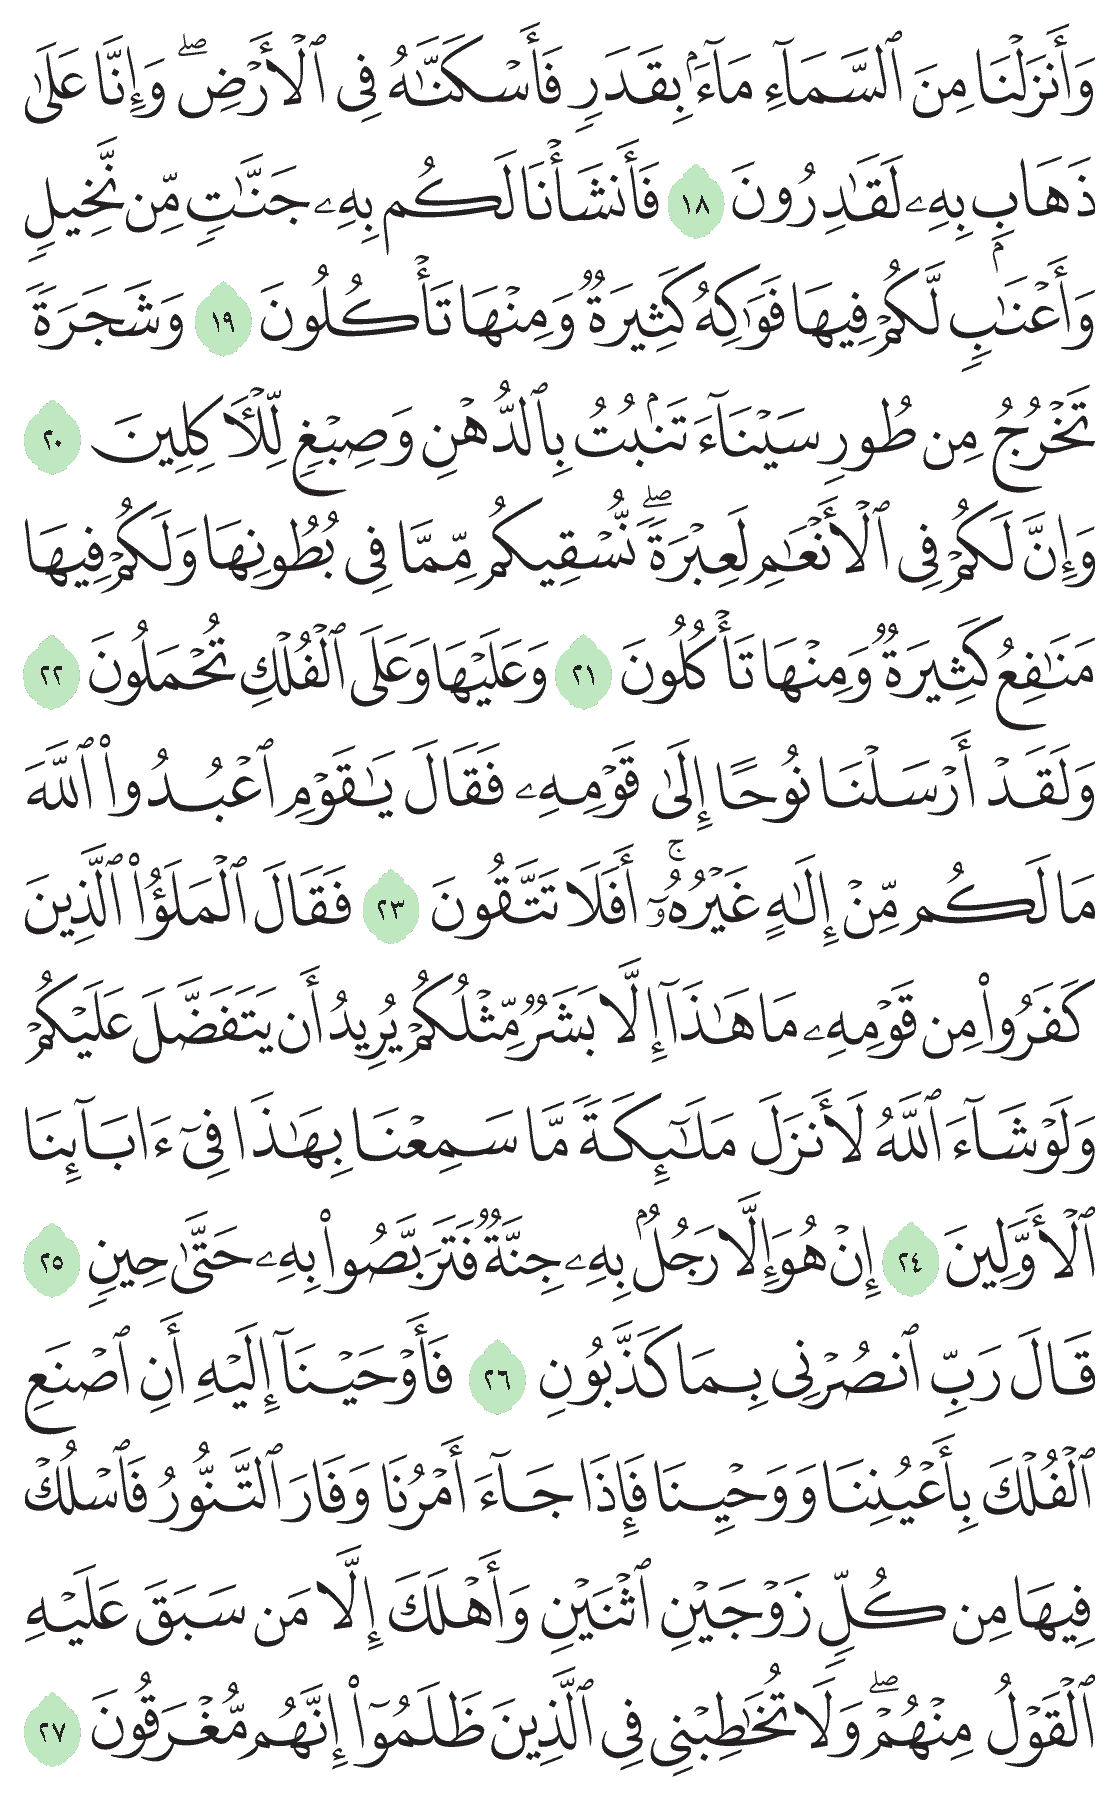 وَأَنزَلۡنَا مِنَ ٱلسَّمَآءِ مَآءَۢ بِقَدَرٖ فَأَسۡكَنَّٰهُ فِي ٱلۡأَرۡضِۖ وَإِنَّا عَلَىٰ
ذَهَابِۭ بِهِۦ لَقَٰدِرُونَ ١٨ فَأَنشَأۡنَا لَكُم بِهِۦ جَنَّٰتٖ مِّن نَّخِيلٖ
وَأَعۡنَٰبٖ لَّكُمۡ فِيهَا فَوَٰكِهُ كَثِيرَةٞ وَمِنۡهَا تَأۡكُلُونَ ١٩ وَشَجَرَةٗ
تَخۡرُجُ مِن طُورِ سَيۡنَآءَ تَنۢبُتُ بِٱلدُّهۡنِ وَصِبۡغٖ لِّلۡأٓكِلِينَ ٢٠
وَإِنَّ لَكُمۡ فِي ٱلۡأَنۡعَٰمِ لَعِبۡرَةٗۖ نُّسۡقِيكُم مِّمَّا فِي بُطُونِهَا وَلَكُمۡ فِيهَا
مَنَٰفِعُ كَثِيرَةٞ وَمِنۡهَا تَأۡكُلُونَ ٢١ وَعَلَيۡهَا وَعَلَى ٱلۡفُلۡكِ تُحۡمَلُونَ ٢٢
وَلَقَدۡ أَرۡسَلۡنَا نُوحًا إِلَىٰ قَوۡمِهِۦ فَقَالَ يَٰقَوۡمِ ٱعۡبُدُواْ ٱللَّهَ
مَا لَكُم مِّنۡ إِلَٰهٍ غَيۡرُهُۥٓۚ أَفَلَا تَتَّقُونَ ٢٣ فَقَالَ ٱلۡمَلَؤُاْ ٱلَّذِينَ
كَفَرُواْ مِن قَوۡمِهِۦ مَا هَٰذَآ إِلَّا بَشَرٞ مِّثۡلُكُمۡ يُرِيدُ أَن يَتَفَضَّلَ عَلَيۡكُمۡ
وَلَوۡ شَآءَ ٱللَّهُ لَأَنزَلَ مَلَٰٓئِكَةٗ مَّا سَمِعۡنَا بِهَٰذَا فِيٓ ءَابَآئِنَا
ٱلۡأَوَّلِينَ ٢٤ إِنۡ هُوَ إِلَّا رَجُلُۢ بِهِۦ جِنَّةٞ فَتَرَبَّصُواْ بِهِۦ حَتَّىٰ حِينٖ ٢٥
قَالَ رَبِّ ٱنصُرۡنِي بِمَا كَذَّبُونِ ٢٦ فَأَوۡحَيۡنَآ إِلَيۡهِ أَنِ ٱصۡنَعِ
ٱلۡفُلۡكَ بِأَعۡيُنِنَا وَوَحۡيِنَا فَإِذَا جَآءَ أَمۡرُنَا وَفَارَ ٱلتَّنُّورُ فَٱسۡلُكۡ
فِيهَا مِن كُلّٖ زَوۡجَيۡنِ ٱثۡنَيۡنِ وَأَهۡلَكَ إِلَّا مَن سَبَقَ عَلَيۡهِ
ٱلۡقَوۡلُ مِنۡهُمۡۖ وَلَا تُخَٰطِبۡنِي فِي ٱلَّذِينَ ظَلَمُوٓاْ إِنَّهُم مُّغۡرَقُونَ ٢٧